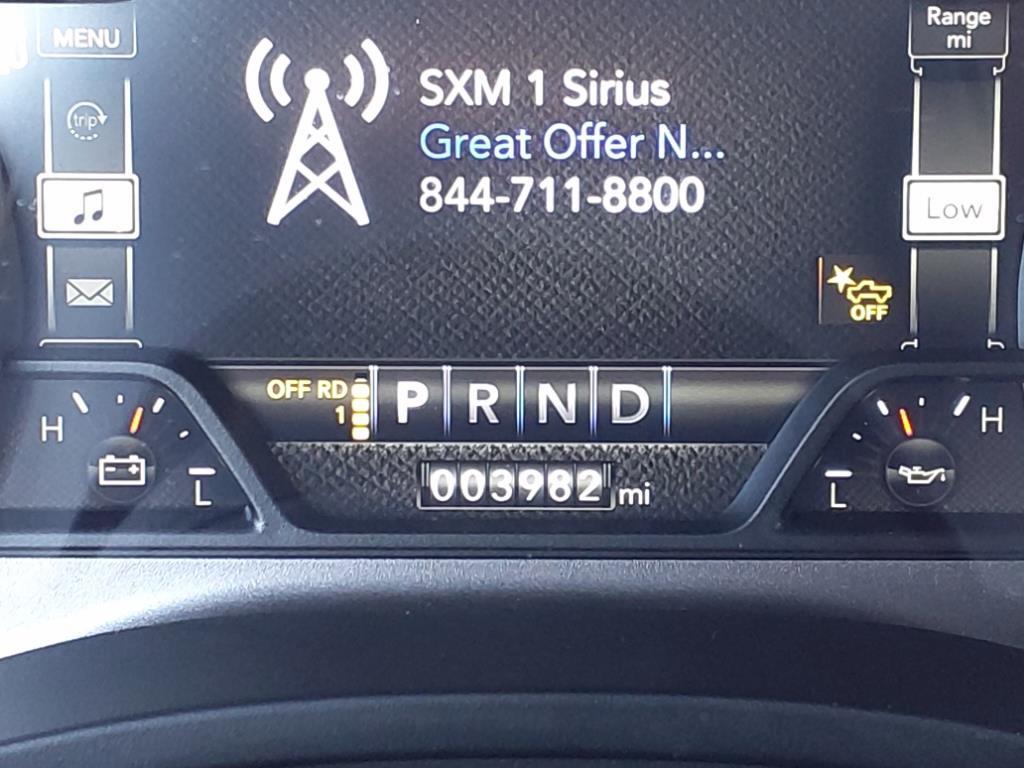 MENU
trip
SXM 1 Sirius
Great Offer N...
844-711-8800
Range
mi
Low
OFF
OFF RD
1
P R N D
H
L
003982 mi
H
L